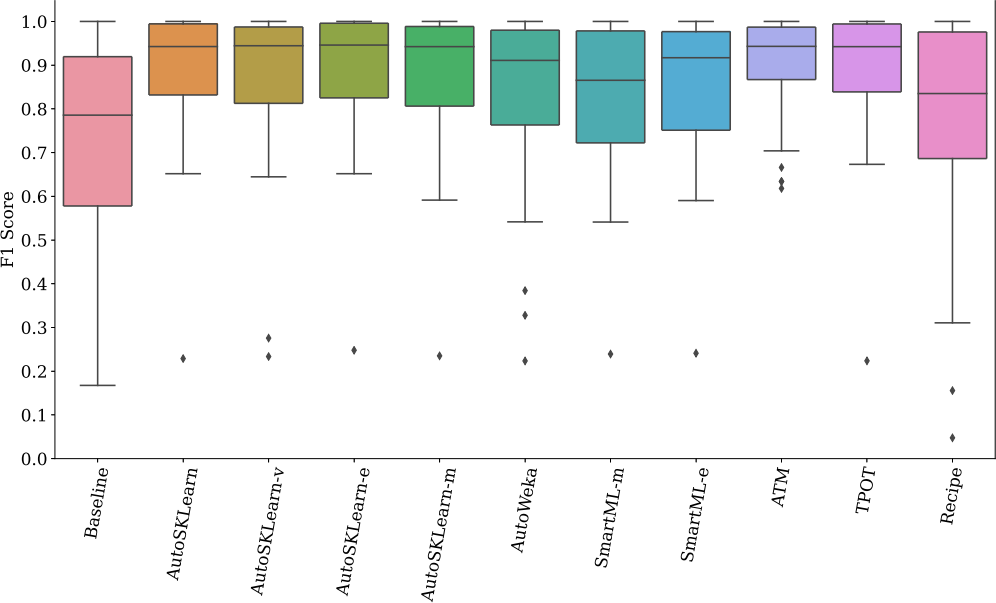 F1 Score
1.0
0.9
0.8
0.7
0.6
0.5
0.4
0.3
0.2
0.1
0.0
Baseline
AutoSKLearn
AutoSKLearn-v
AutoSKLearn-e
AutoSKLearn-m
AutoWeka
SmartML-m
SmartML-e
ATM
TPOT
Recipe